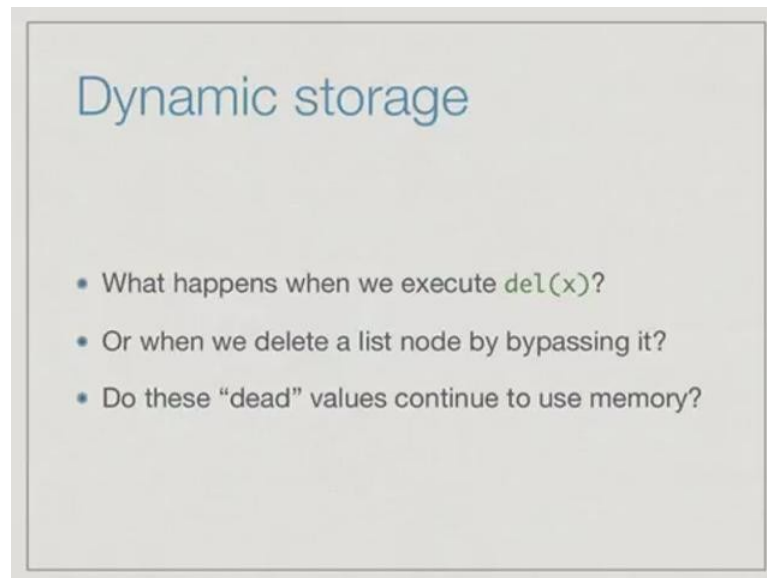 Dynamic storage
• What happens when we execute del(x)?
• Or when we delete a list node by bypassing it?
• Do these “dead” values continue to use memory?